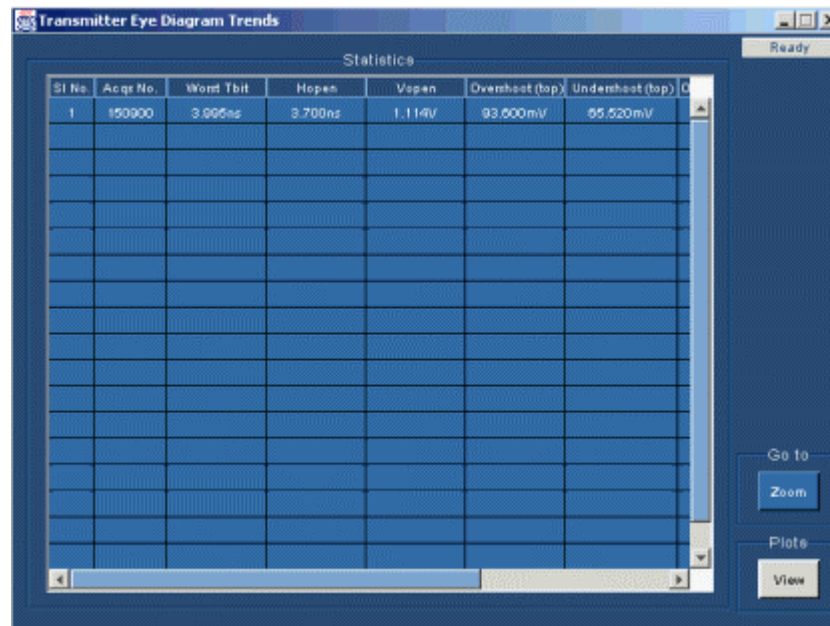 Transmitter Eye Diagram Trends
Ready
Statistics
Sl No. Acqr No. Worst Tbit Hopen Vopen Overshoot (top) Undershoot (top) O
1 150900 3.995ns 3.700ns 1.114V 93.600mV 65.520mV
Go to
Zoom
Plots
View